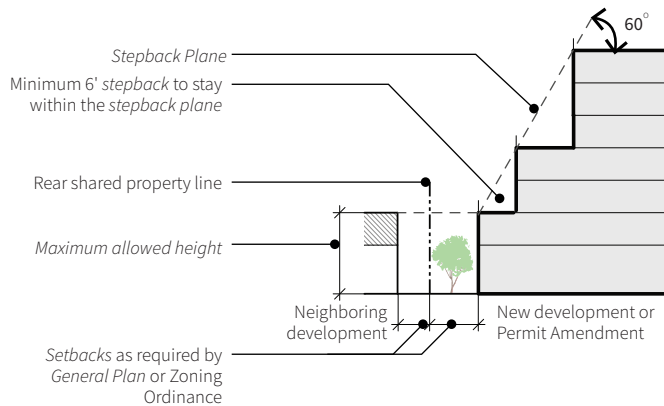 60°
Stepback Plane
Minimum 6' stepback to stay
within the stepback plane
Rear shared property line
Maximum allowed height
Neighboring
development
New development or
Permit Amendment
Setbacks as required by
General Plan or Zoning
Ordinance